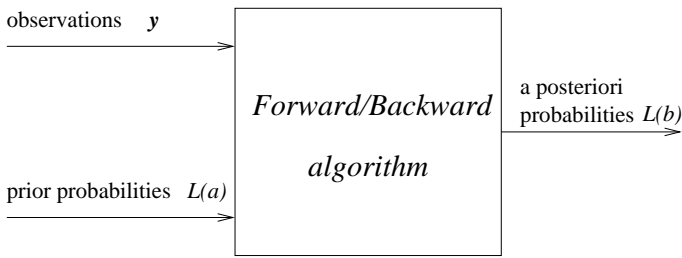 observations y
Forward/Backward
algorithm
a posteriori
probabilities L(b)
prior probabilities L(a)